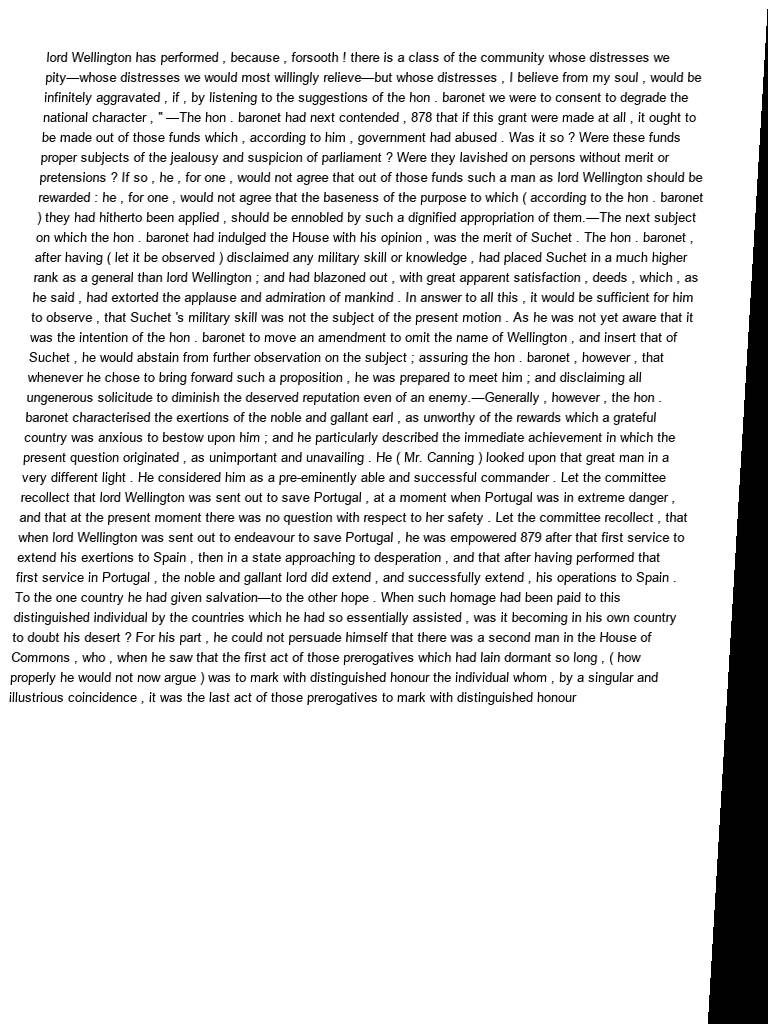 lord Wellington has performed , because , forsooth ! there is a class of the community whose distresses we
pity—whose distresses we would most willingly relieve—but whose distresses , I believe from my soul , would be
infinitely aggravated , if , by listening to the suggestions of the hon . baronet we were to consent to degrade the
national character , " —The hon . baronet had next contended , 878 that if this grant were made at all , it ought to
be made out of those funds which , according to him , government had abused . Was it so ? Were these funds
proper subjects of the jealousy and suspicion of parliament ? Were they lavished on persons without merit or
pretensions ? If so , he , for one , would not agree that out of those funds such a man as lord Wellington should be
rewarded : he , for one , would not agree that the baseness of the purpose to which ( according to the hon . baronet
) they had hitherto been applied , should be ennobled by such a dignified appropriation of them.—The next subject
on which the hon . baronet had indulged the House with his opinion , was the merit of Suchet . The hon . baronet ,
after having ( let it be observed ) disclaimed any military skill or knowledge , had placed Suchet in a much higher
rank as a general than lord Wellington ; and had blazoned out , with great apparent satisfaction , deeds , which , as
he said , had extorted the applause and admiration of mankind . In answer to all this , it would be sufficient for him
to observe , that Suchet 's military skill was not the subject of the present motion . As he was not yet aware that it
was the intention of the hon . baronet to move an amendment to omit the name of Wellington , and insert that of
Suchet , he would abstain from further observation on the subject ; assuring the hon . baronet , however , that
whenever he chose to bring forward such a proposition , he was prepared to meet him ; and disclaiming all
ungenerous solicitude to diminish the deserved reputation even of an enemy.—Generally , however , the hon .
baronet characterised the exertions of the noble and gallant earl , as unworthy of the rewards which a grateful
country was anxious to bestow upon him ; and he particularly described the immediate achievement in which the
present question originated , as unimportant and unavailing . He ( Mr. Canning ) looked upon that great man in a
very different light . He considered him as a pre-eminently able and successful commander . Let the committee
recollect that lord Wellington was sent out to save Portugal , at a moment when Portugal was in extreme danger ,
and that at the present moment there was no question with respect to her safety . Let the committee recollect , that
when lord Wellington was sent out to endeavour to save Portugal , he was empowered 879 after that first service to
extend his exertions to Spain , then in a state approaching to desperation , and that after having performed that
first service in Portugal , the noble and gallant lord did extend , and successfully extend , his operations to Spain .
To the one country he had given salvation—to the other hope . When such homage had been paid to this
distinguished individual by the countries which he had so essentially assisted , was it becoming in his own country
to doubt his desert ? For his part , he could not persuade himself that there was a second man in the House of
Commons , who , when he saw that the first act of those prerogatives which had lain dormant so long , ( how
properly he would not now argue ) was to mark with distinguished honour the individual whom , by a singular and
illustrious coincidence , it was the last act of those prerogatives to mark with distinguished honour